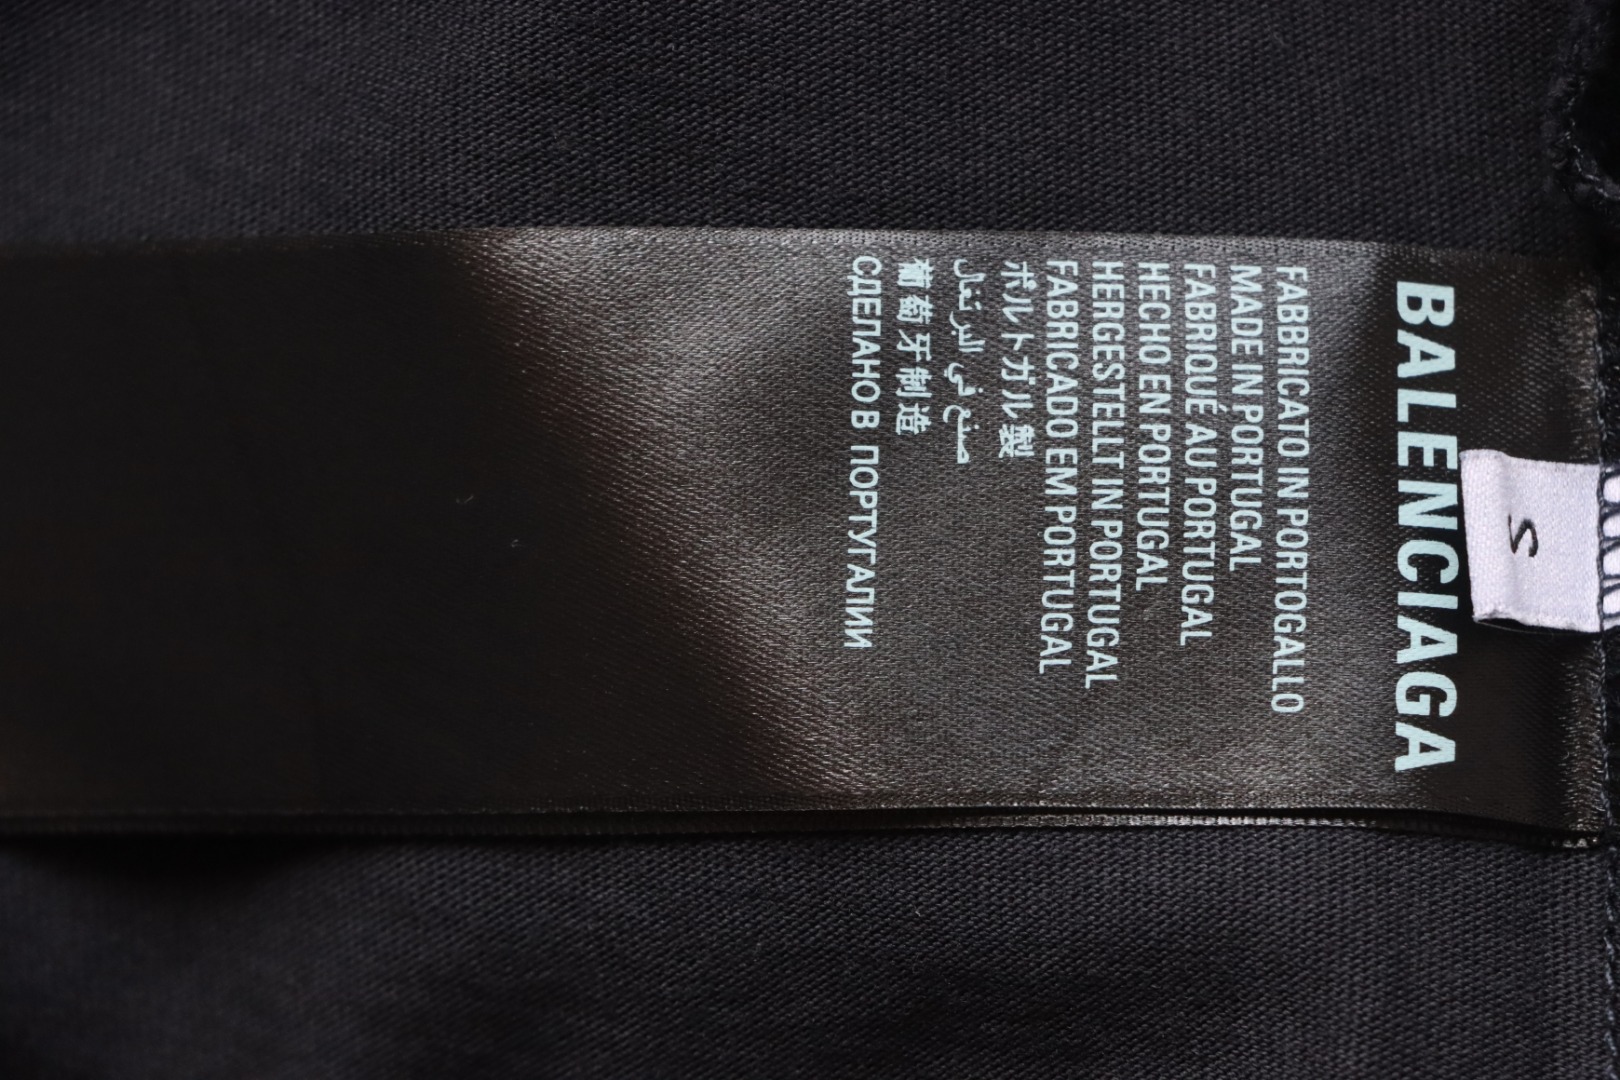 BALENCIAGA
S
FABBRICATO IN PORTOGALLO
MADE IN PORTUGAL
FABRIQUÉ AU PORTUGAL
HECHO EN PORTUGAL
HERGESTELLT IN PORTUGAL
FABRICADO EM PORTUGAL
ポルトガル製
صنع في البرتغال
葡萄牙制造
СДЕЛАНО В ПОРТУГАЛИИ